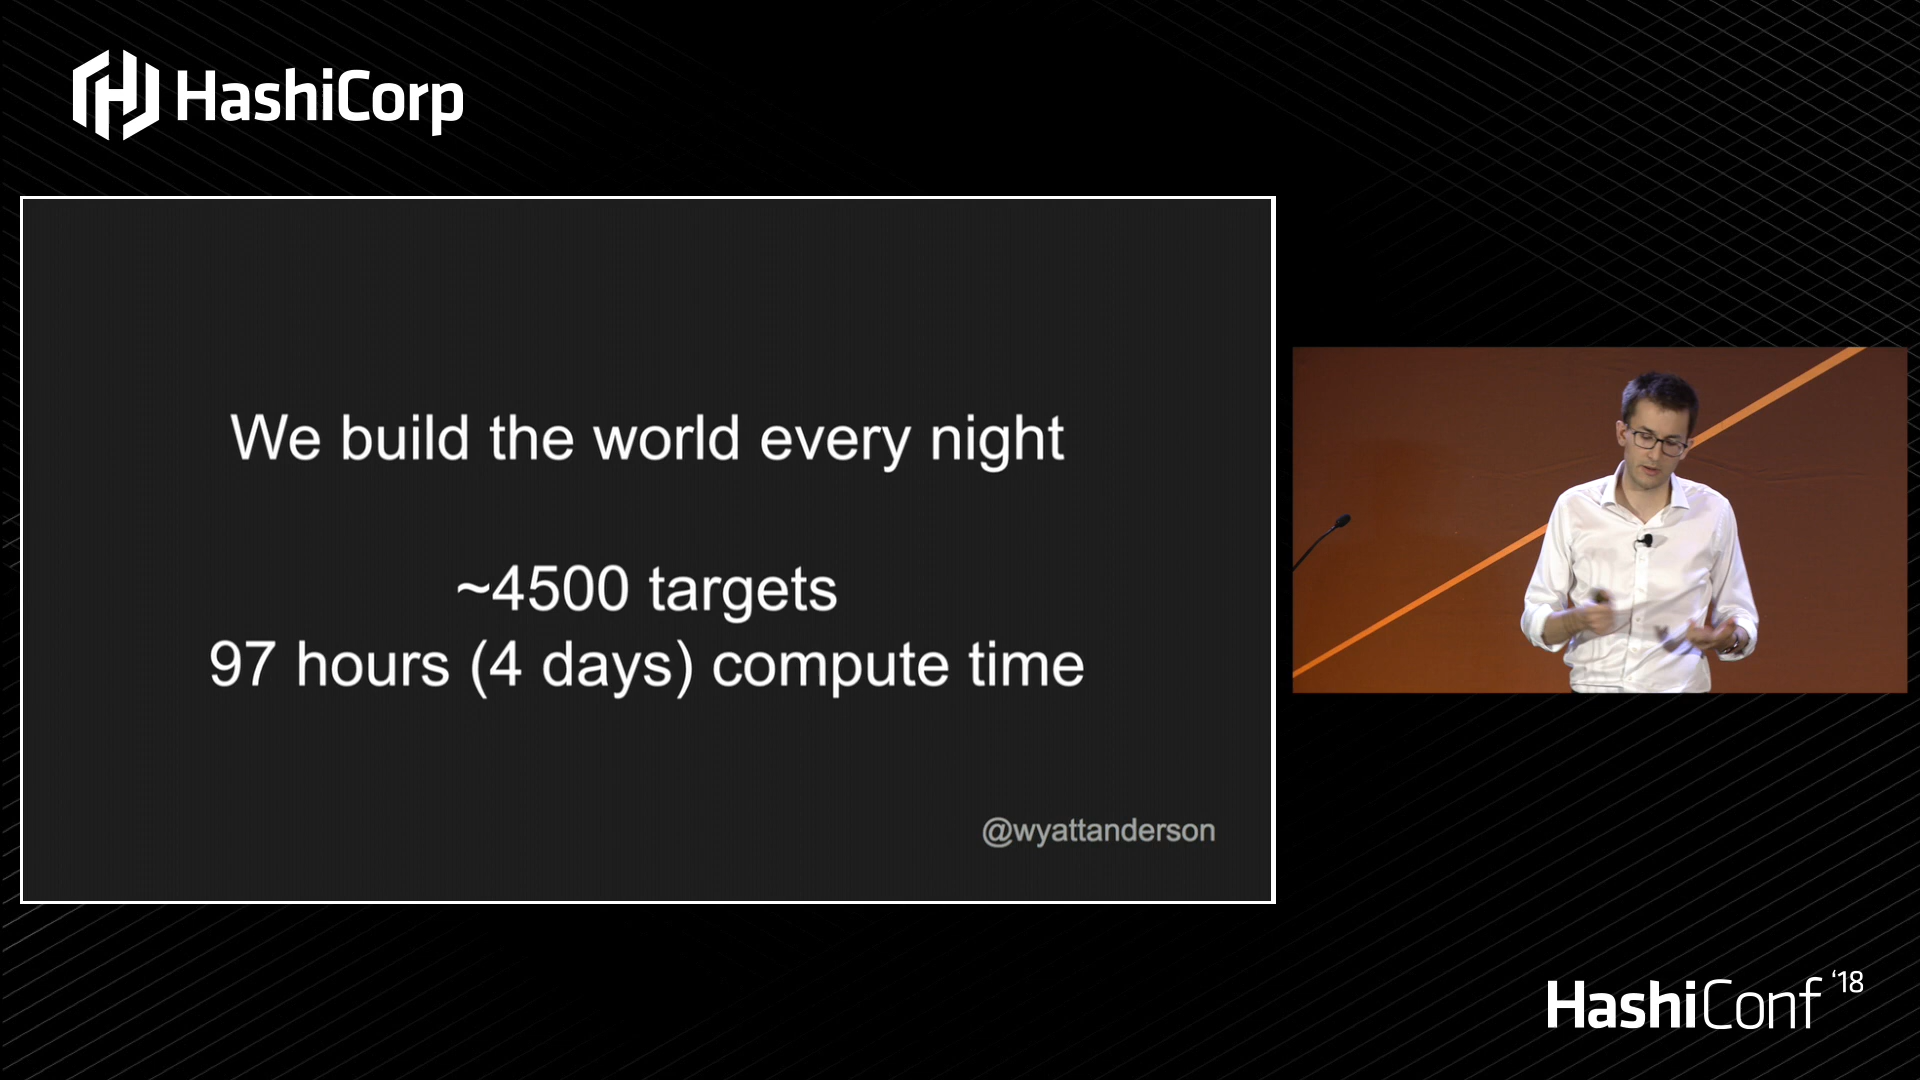 HashiCorp
We build the world every night
~4500 targets
97 hours (4 days) compute time
@wyattanderson
HashiConf '18